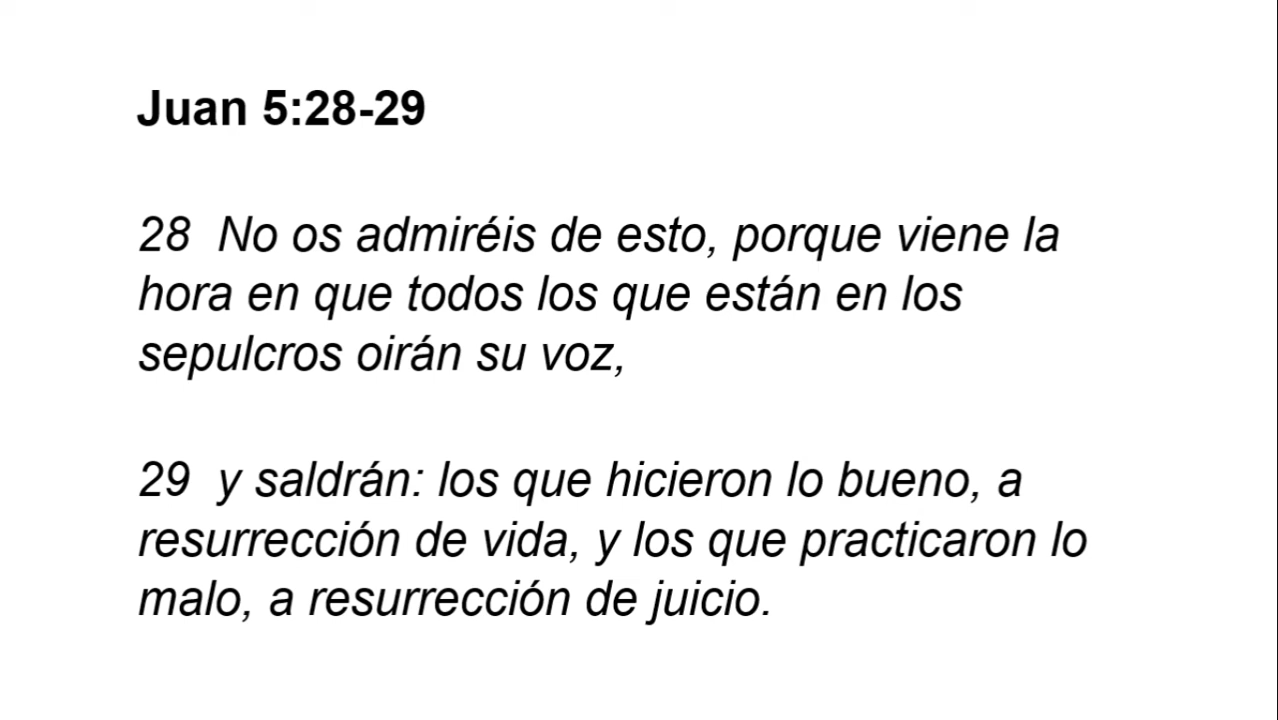 Juan 5:28-29
28 No os admiréis de esto, porque viene la
hora en que todos los que están en los
sepulcros oirán su voz,
29 y saldrán: los que hicieron lo bueno, a
resurrección de vida, y los que practicaron lo
malo, a resurrección de juicio.